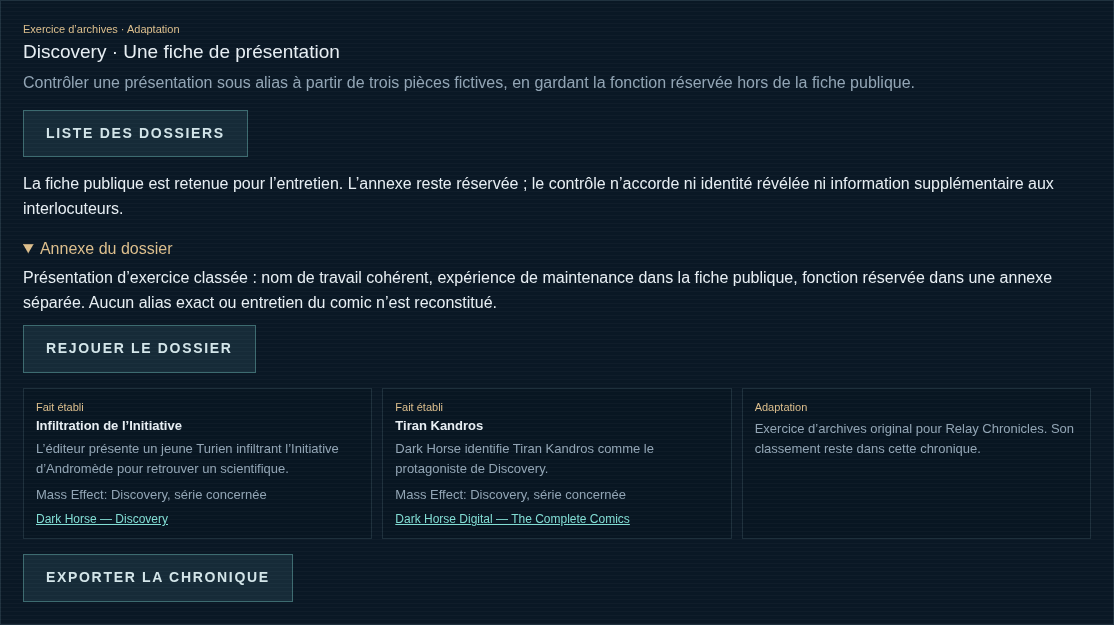 Exercice d’archives · Adaptation
Discovery · Une fiche de présentation
Contrôler une présentation sous alias à partir de trois pièces fictives, en gardant la fonction réservée hors de la fiche publique.
LISTE DES DOSSIERS
La fiche publique est retenue pour l’entretien. L’annexe reste réservée ; le contrôle n’accorde ni identité révélée ni information supplémentaire aux
interlocuteurs.
Annexe du dossier
Présentation d’exercice classée : nom de travail cohérent, expérience de maintenance dans la fiche publique, fonction réservée dans une annexe
séparée. Aucun alias exact ou entretien du comic n’est reconstitué.
REJOUER LE DOSSIER
Fait établi
Infiltration de l’Initiative
L’éditeur présente un jeune Turien infiltrant l’Initiative
d’Andromède pour retrouver un scientifique.
Mass Effect: Discovery, série concernée
Dark Horse — Discovery
Fait établi
Tiran Kandros
Dark Horse identifie Tiran Kandros comme le
protagoniste de Discovery.
Mass Effect: Discovery, série concernée
Dark Horse Digital — The Complete Comics
Adaptation
Exercice d’archives original pour Relay Chronicles. Son
classement reste dans cette chronique.
EXPORTER LA CHRONIQUE